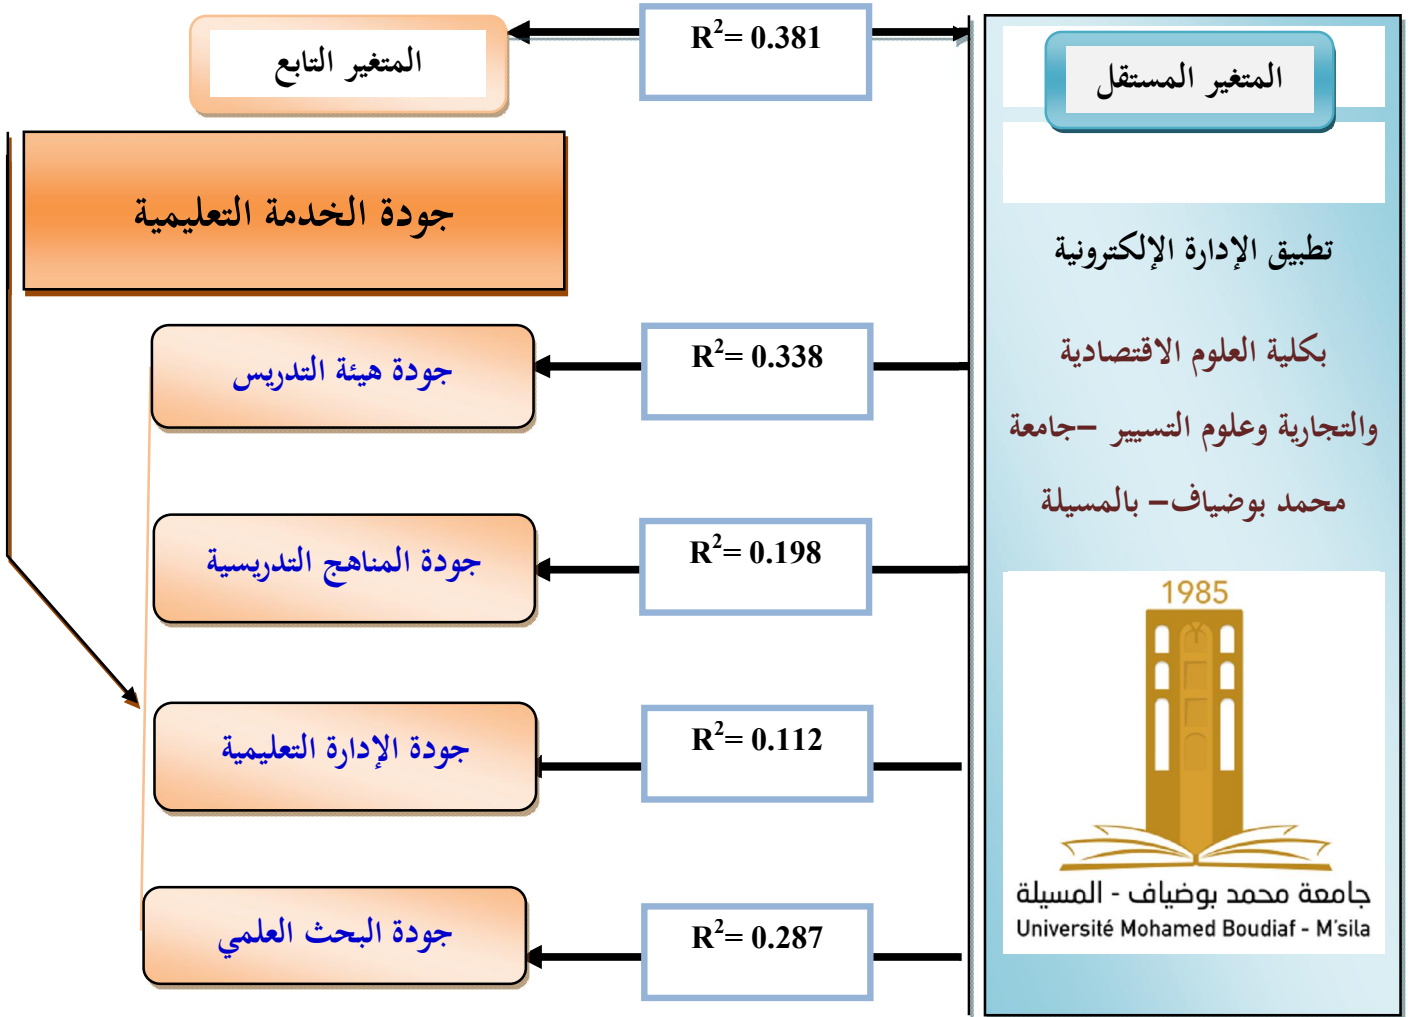 المتغير المستقل
تطبيق الإدارة الإلكترونية
بكلية العلوم الاقتصادية
والتجارية وعلوم التسيير –جامعة
محمد بوضياف– بالمسيلة
1985
جامعة محمد بوضياف - المسيلة
Université Mohamed Boudiaf - M'sila
R²= 0.381
المتغير التابع
جودة الخدمة التعليمية
R²= 0.338
جودة هيئة التدريس
R²= 0.198
جودة المناهج التدريسية
R²= 0.112
جودة الإدارة التعليمية
R²= 0.287
جودة البحث العلمي